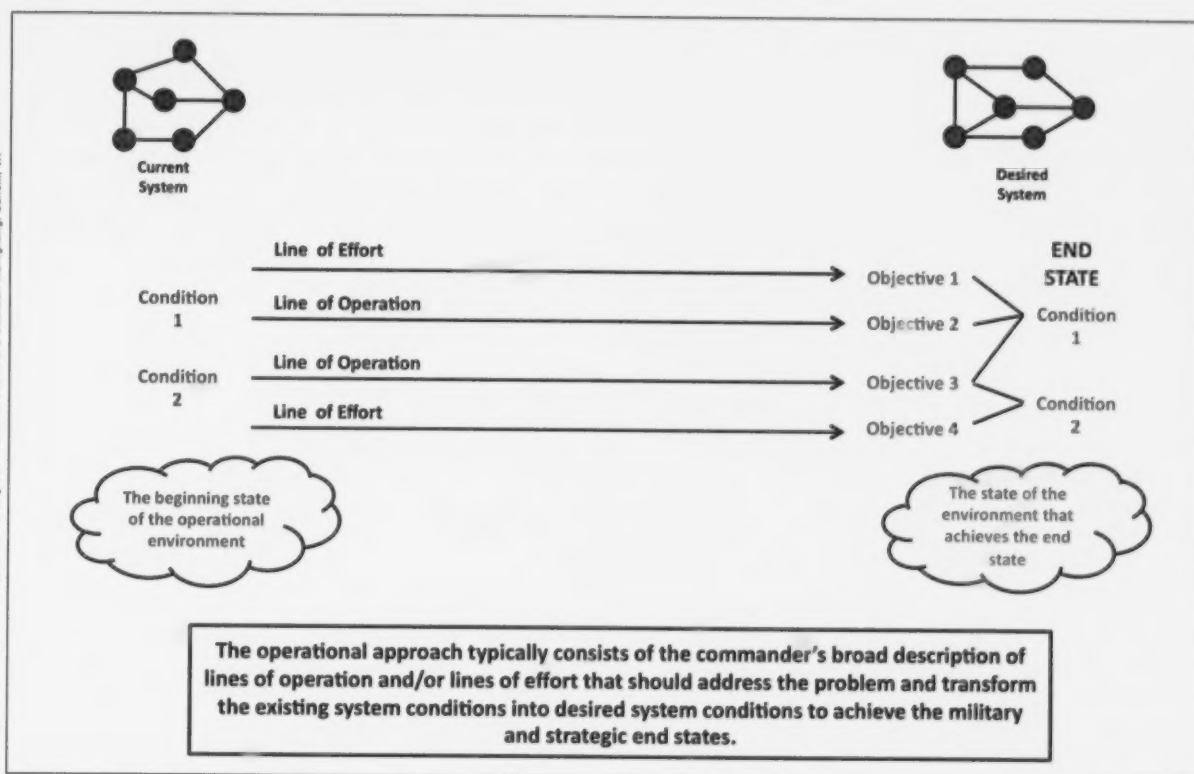 Current
System
Desired
System
Line of Effort
END
STATE
Objective 1
Condition
1
Line of Operation
Objective 2
Condition
1
Line of Operation
Condition
2
Objective 3
Line of Effort
Objective 4
Condition
2
The beginning state
of the operational
environment
The state of the
environment that
achieves the end
state
The operational approach typically consists of the commander's broad description of
lines of operation and/or lines of effort that should address the problem and transform
the existing system conditions into desired system conditions to achieve the military
and strategic end states.